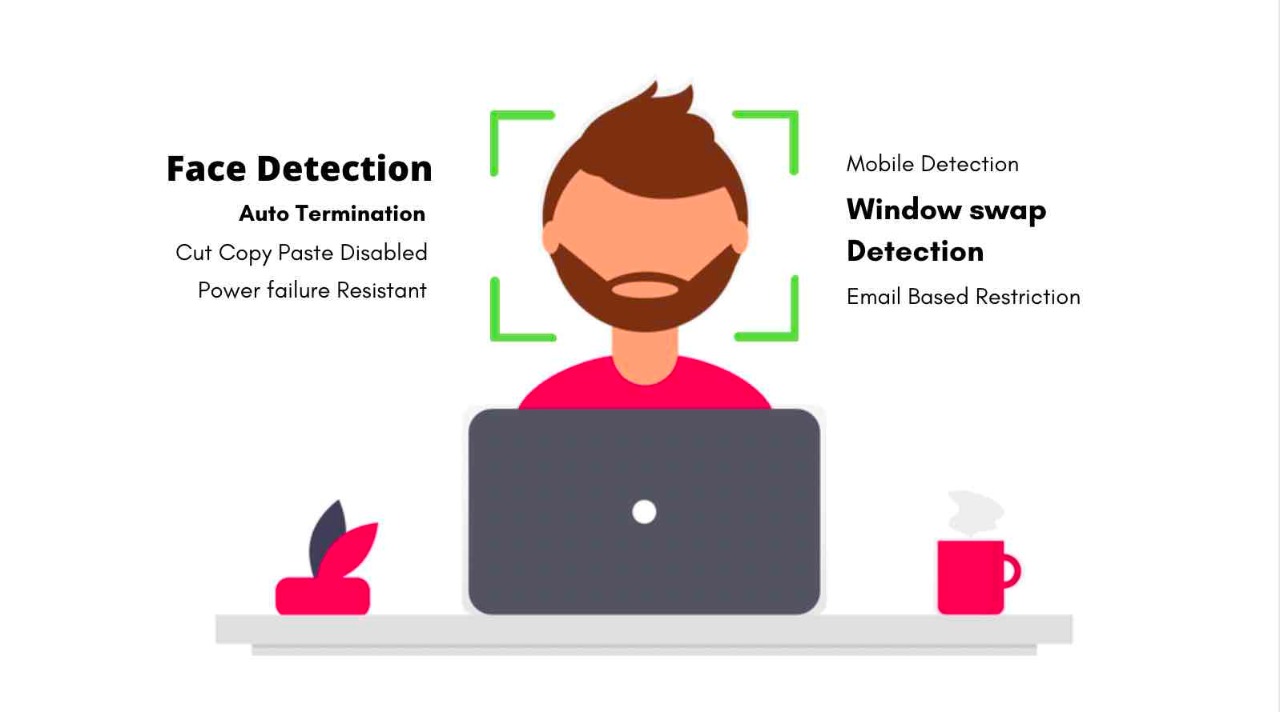 Face Detection
Auto Termination
Cut Copy Paste Disabled
Power failure Resistant
Mobile Detection
Window swap
Detection
Email Based Restriction